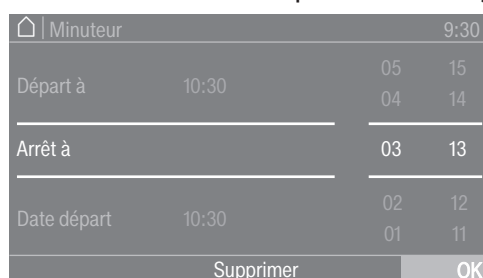 Minuteur 9:30
05 15
Départ à 10:30
04 14
Arrêt à 03 13
02 12
Date départ 10:30
01 11
Supprimer OK